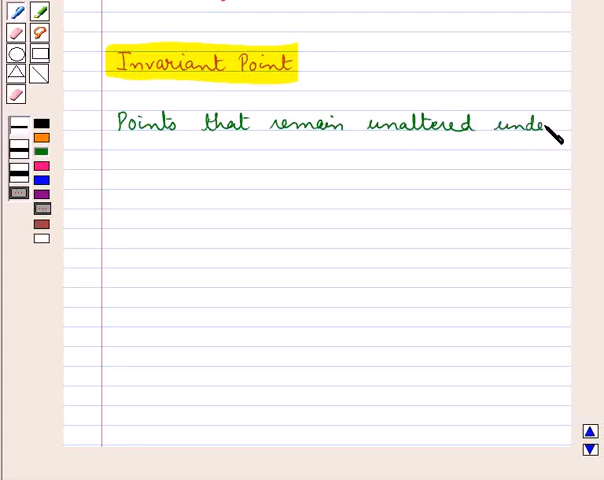 Invariant Point
Points that remain unaltered unde